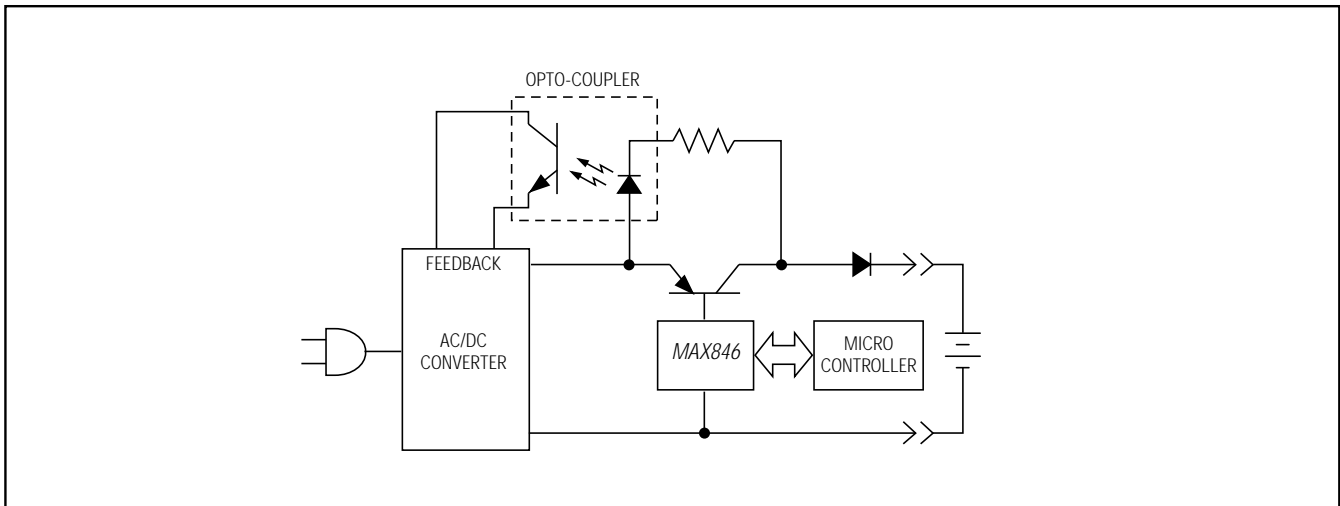 OPTO-COUPLER
FEEDBACK
AC/DC
CONVERTER
MAX846
MICRO
CONTROLLER